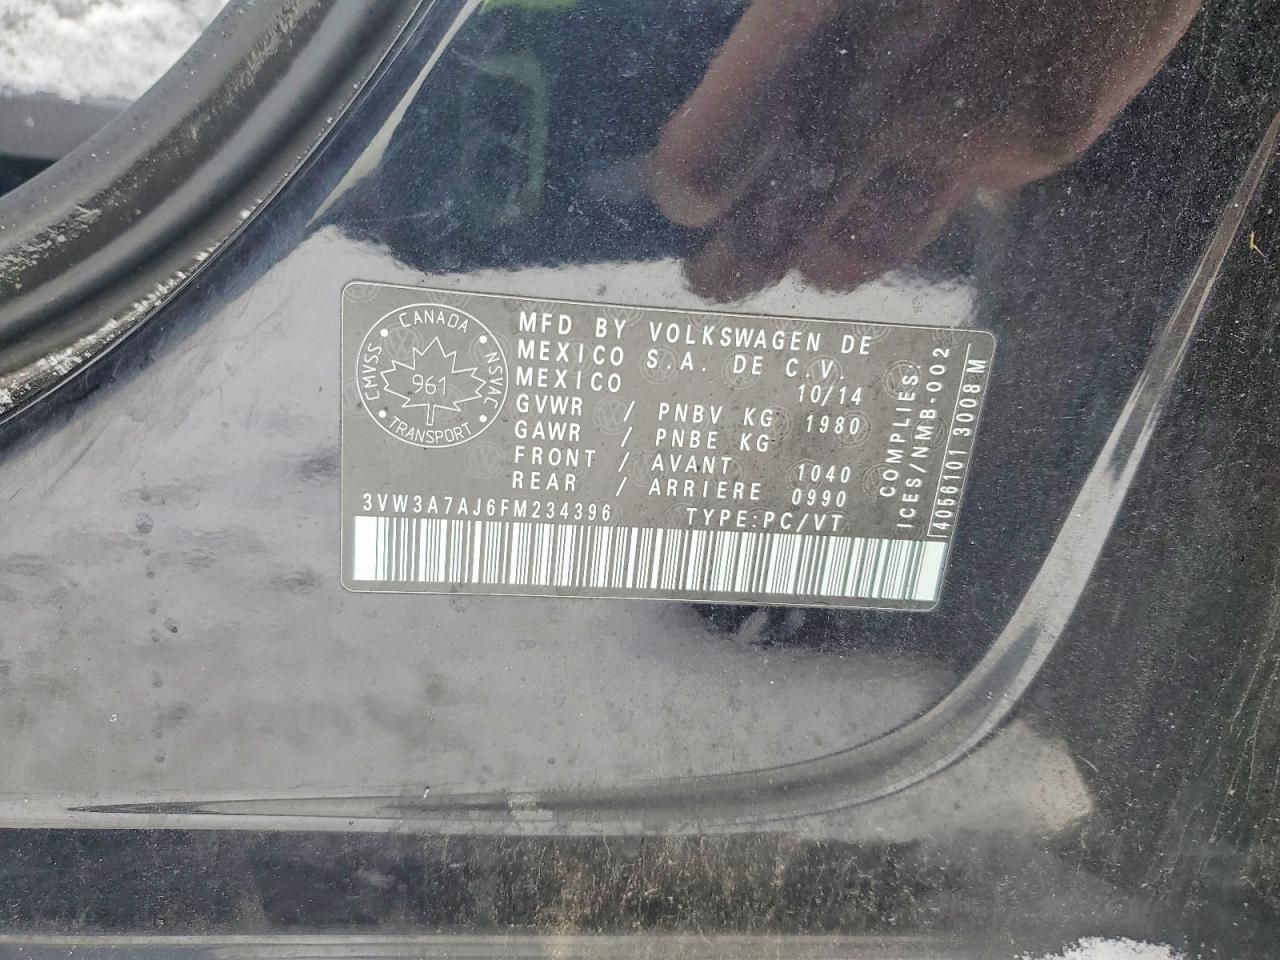 CANADA
CMVSS
NSVAC
961
TRANSPORT
MFD BY VOLKSWAGEN DE
MEXICO S.A. DE C.V.
MEXICO 10/14
GVWR / PNBV KG 1980
GAWR / PNBE KG
FRONT / AVANT 1040
REAR / ARRIERE 0990
3VW3A7AJ6FM234396 TYPE:PC/VT
COMPLIES:
ICES/NMB-002
4056101 3008 M